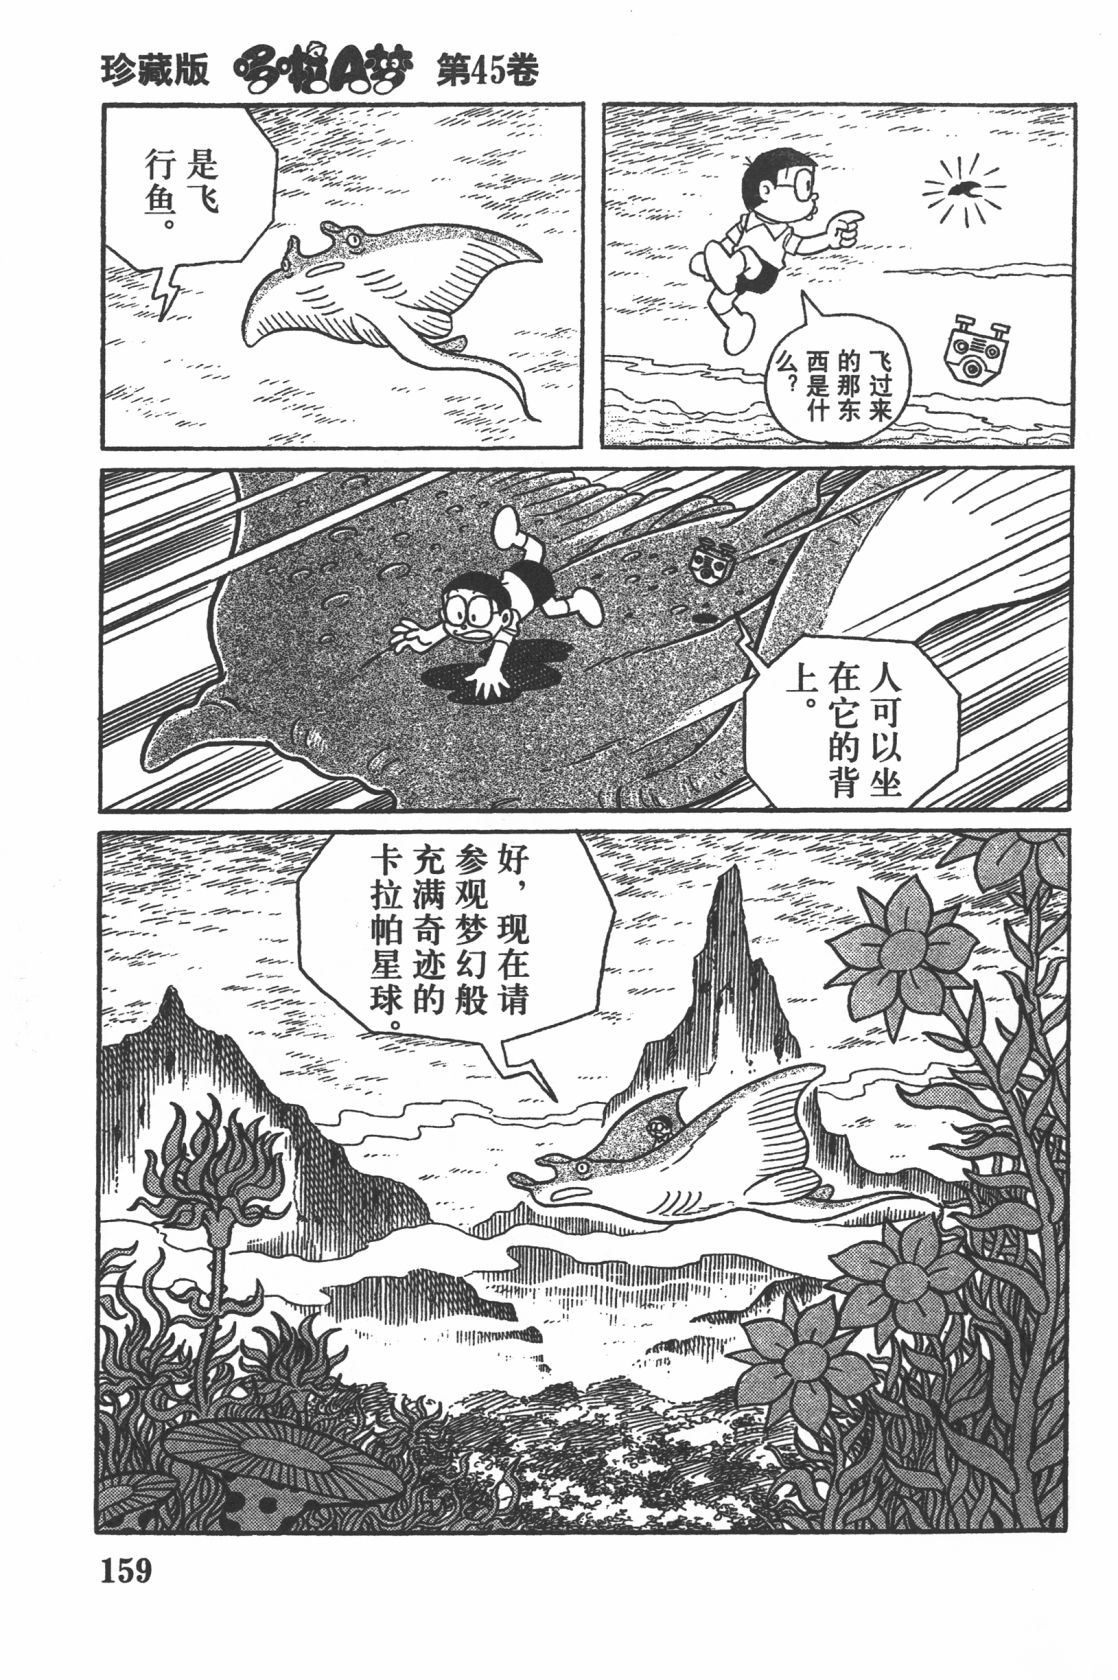 珍藏版 哆啦A梦 第45卷
飞过来
的那东
西是什
么？
是飞
行鱼。
人可以坐
在它的背
上。
好，现在请
参观梦幻般
充满奇迹的
卡拉帕星球。
159